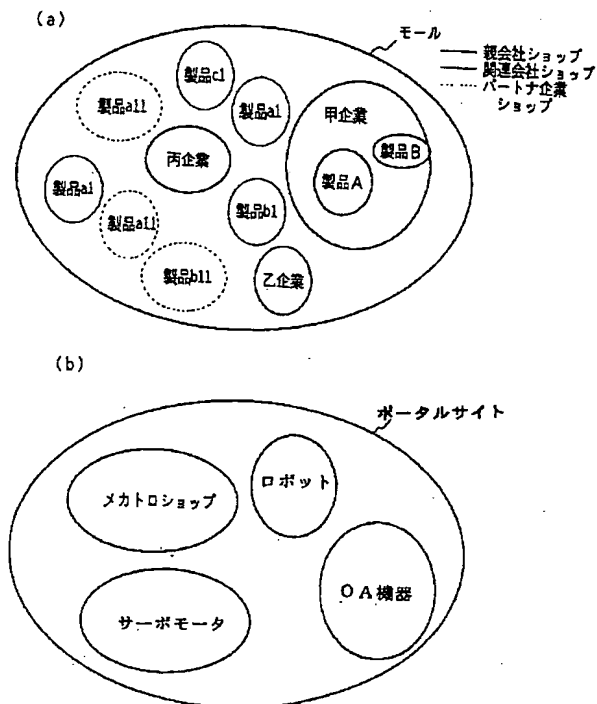 (a)
モール
親会社ショップ
関連会社ショップ
パートナ企業
ショップ
製品c1
製品a11
製品a1
甲企業
丙企業
製品B
製品A
製品a1
製品b1
製品a11
製品b11
乙企業
(b)
ポータルサイト
ロボット
メカトロショップ
OA機器
サーボモータ